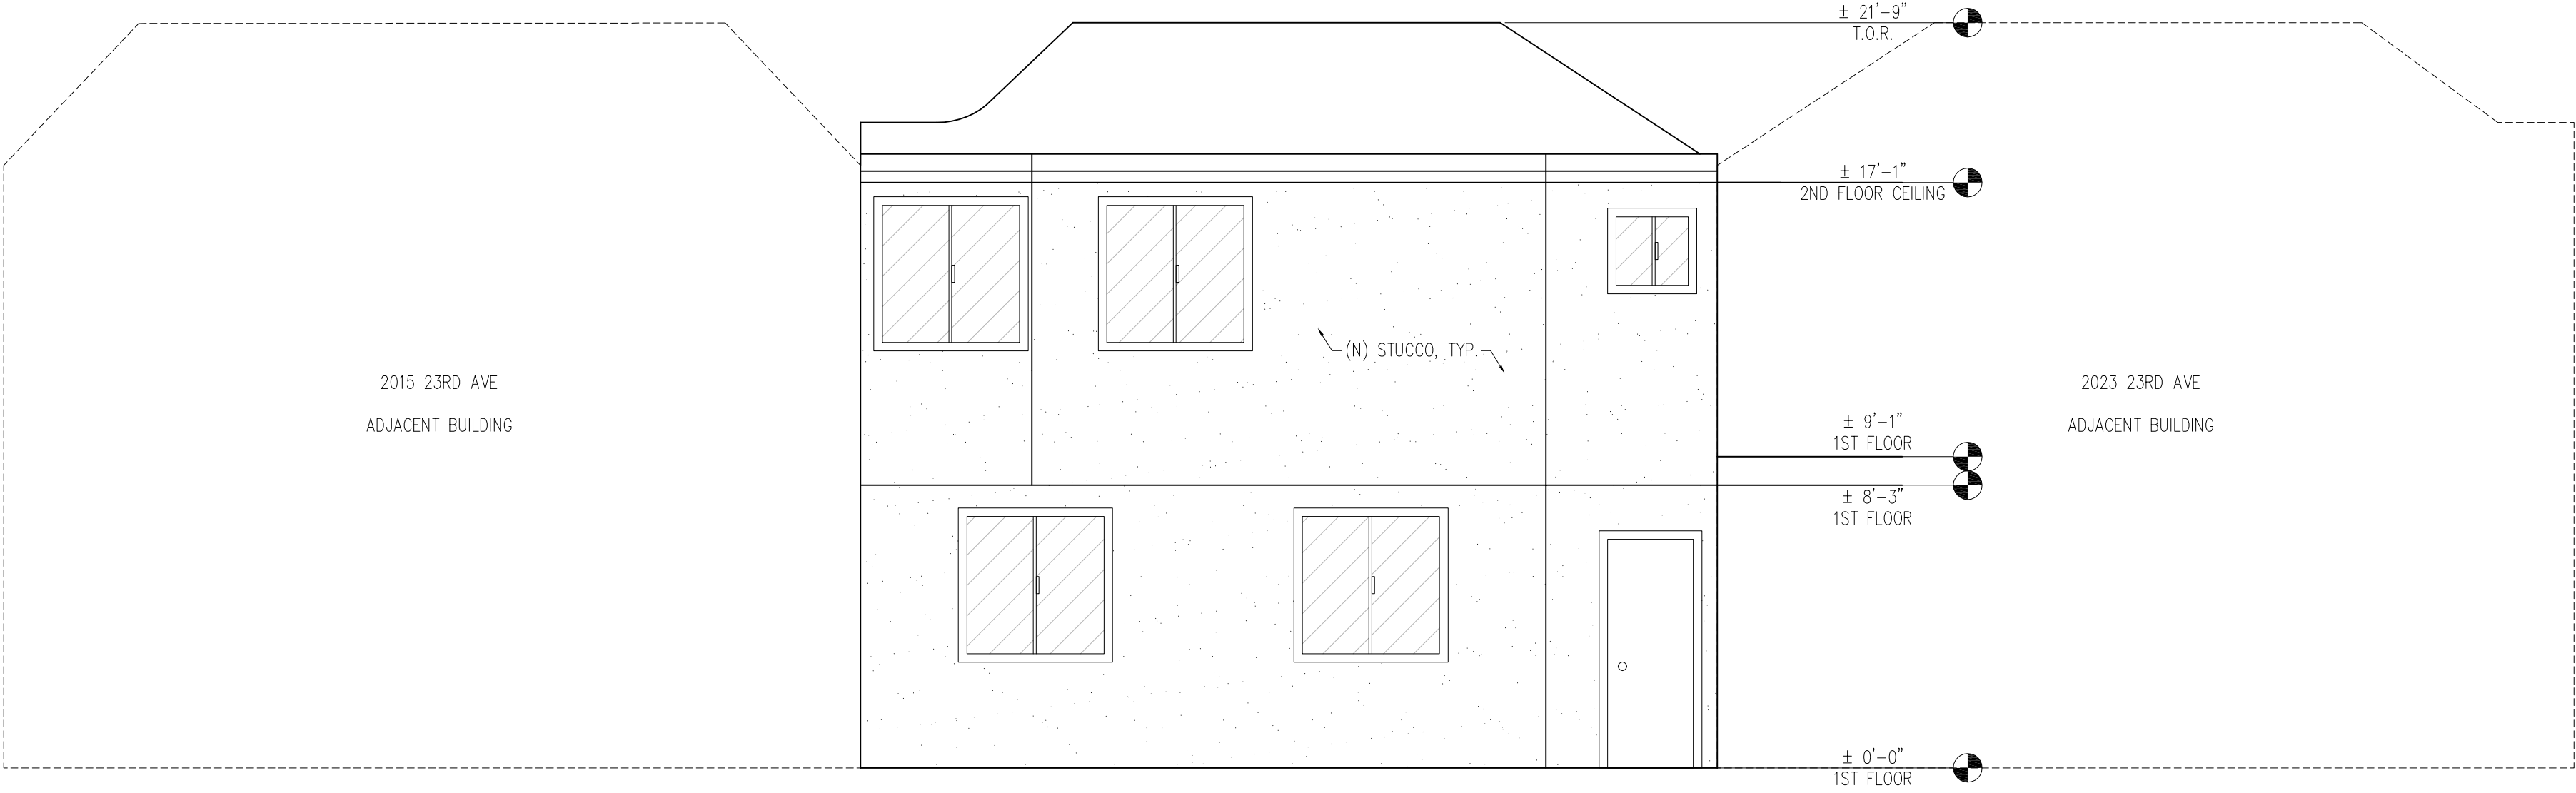 ± 21'-9"
T.O.R.
± 17'-1"
2ND FLOOR CEILING
(N) STUCCO, TYP.
2015 23RD AVE
ADJACENT BUILDING
2023 23RD AVE
ADJACENT BUILDING
± 9'-1"
1ST FLOOR
± 8'-3"
1ST FLOOR
± 0'-0"
1ST FLOOR